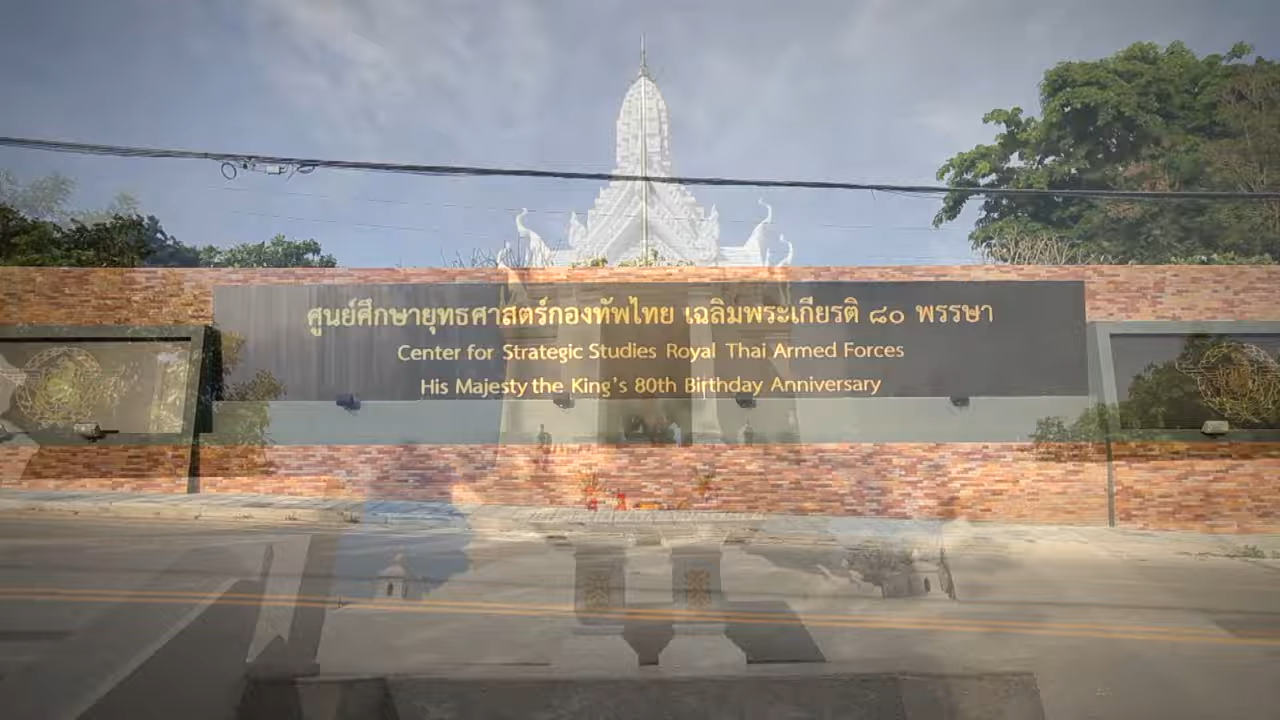 ศูนย์ศึกษายุทธศาสตร์กองทัพไทย เฉลิมพระเกียรติ ๘๐ พรรษา
Center for Strategic Studies Royal Thai Armed Forces
His Majesty the King's 80th Birthday Anniversary